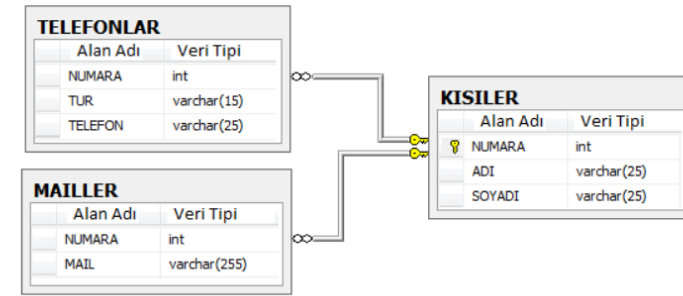 TELEFONLAR
Alan Adı Veri Tipi
NUMARA int
TUR varchar(15)
TELEFON varchar(25)
KISILER
Alan Adı Veri Tipi
NUMARA int
ADI varchar(25)
SOYADI varchar(25)
MAILLER
Alan Adı Veri Tipi
NUMARA int
MAIL varchar(255)